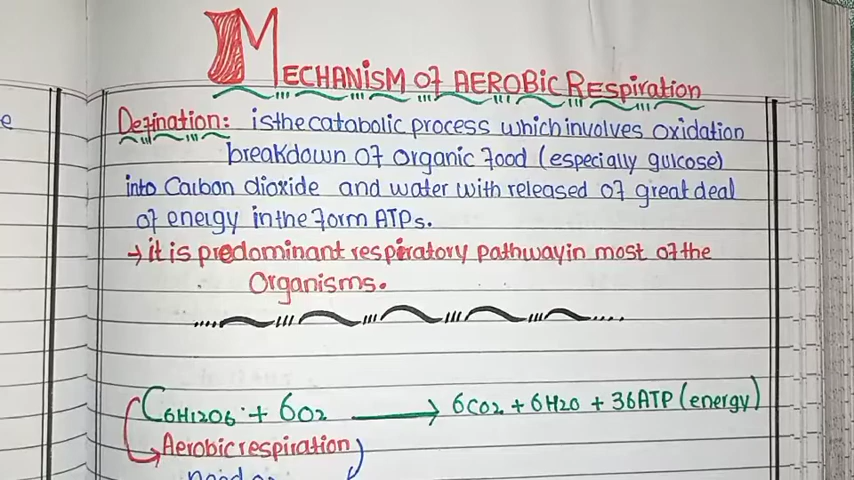 MECHANISM OF AEROBIC RESPIRATION
Defination: is the catabolic process which involves oxidation
breakdown of organic food (especially gulcose)
into Carbon dioxide and water with released of great deal
of energy in the form ATPs.
→ it is predominant respiratory pathway in most of the
Organisms.
C6H12O6 + 6O2 → 6CO2 + 6H2O + 36ATP (energy)
Aerobic respiration